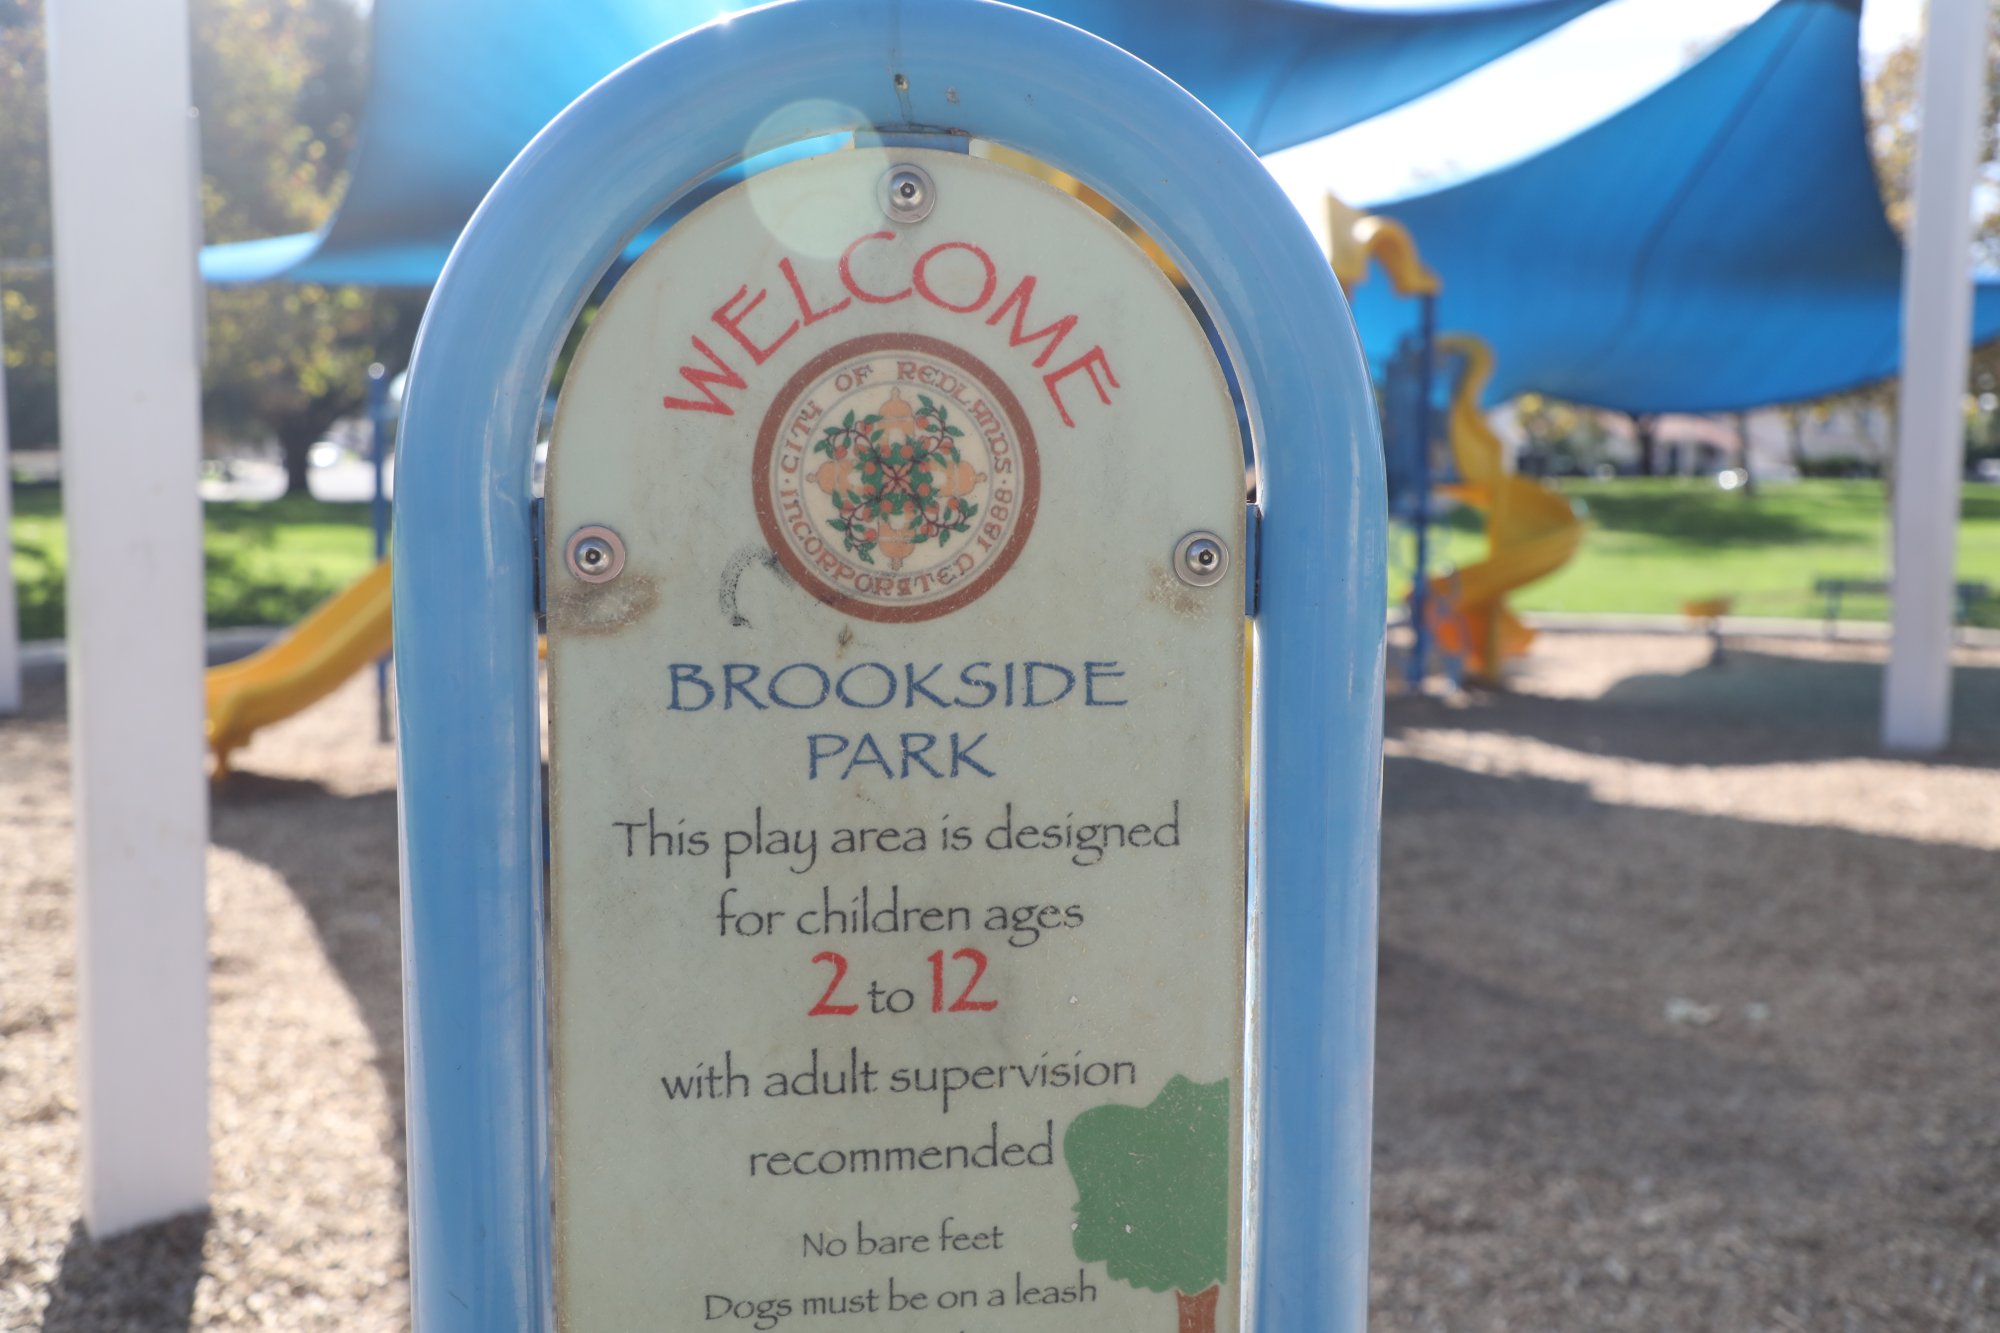 WELCOME
CITY OF REDLANDS
· INCORPORATED 1888 ·
BROOKSIDE
PARK
This play area is designed
for children ages
2 to 12
with adult supervision
recommended
No bare feet
Dogs must be on a leash